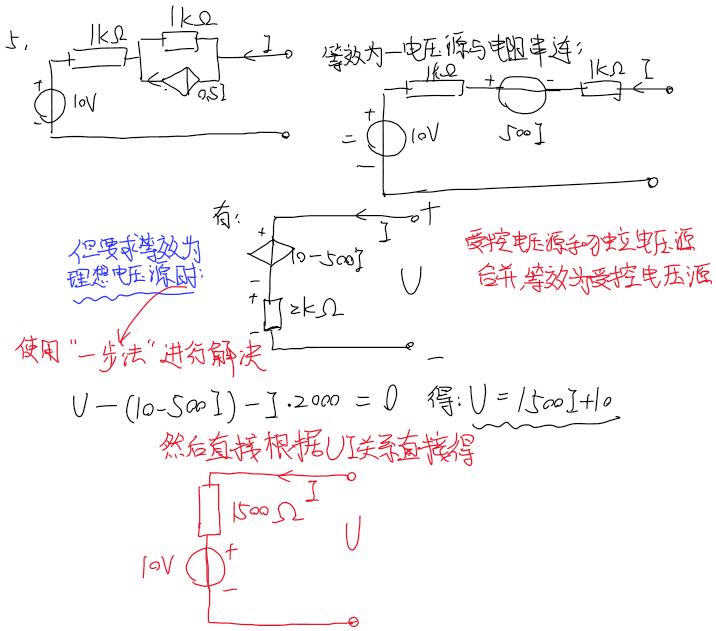 5.
1kΩ
1kΩ
I
10V
0.5I
等效为一电压源与电阻串连:
1kΩ
+ -
1kΩ
I
+
10V
-
500I
=
有:
+
I
+
10-500I
-
U
+
2kΩ
-
-
但要求等效为
理想电压源时:
受控电压源和独立电压源
合并,等效为受控电压源
使用“一步法”进行解决
U-(10-500I)-I·2000=0 得:U=1500I+10
然后直接根据UI关系直接得
I
1500Ω
U
10V
+
-